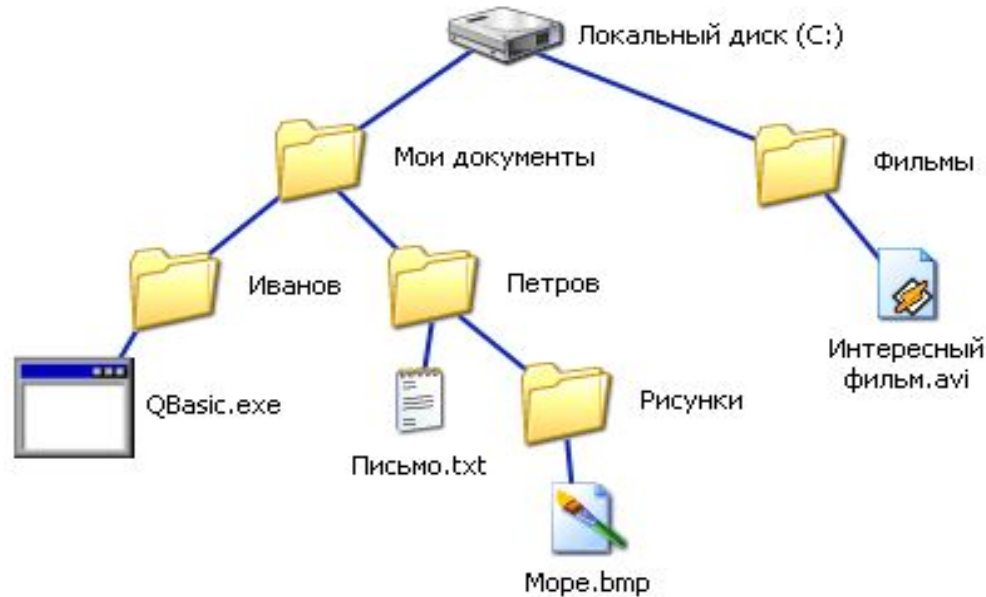 Локальный диск (C:)
Мои документы
Фильмы
Иванов
Петров
Интересный
фильм.avi
QBasic.exe
Рисунки
Письмо.txt
Море.bmp